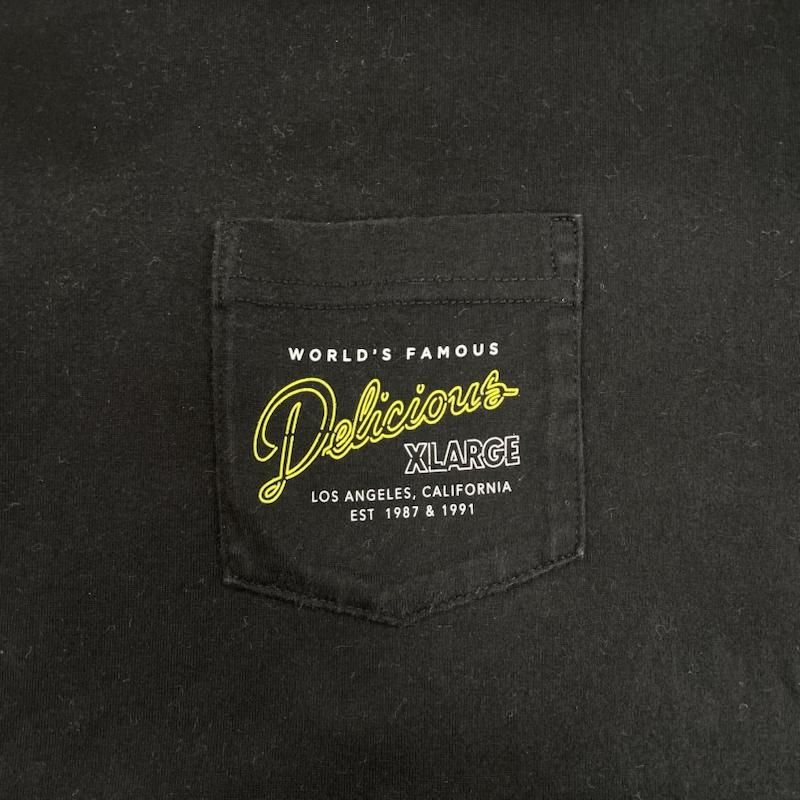 WORLD'S FAMOUS
Delicious
XLARGE
LOS ANGELES, CALIFORNIA
EST 1987 & 1991